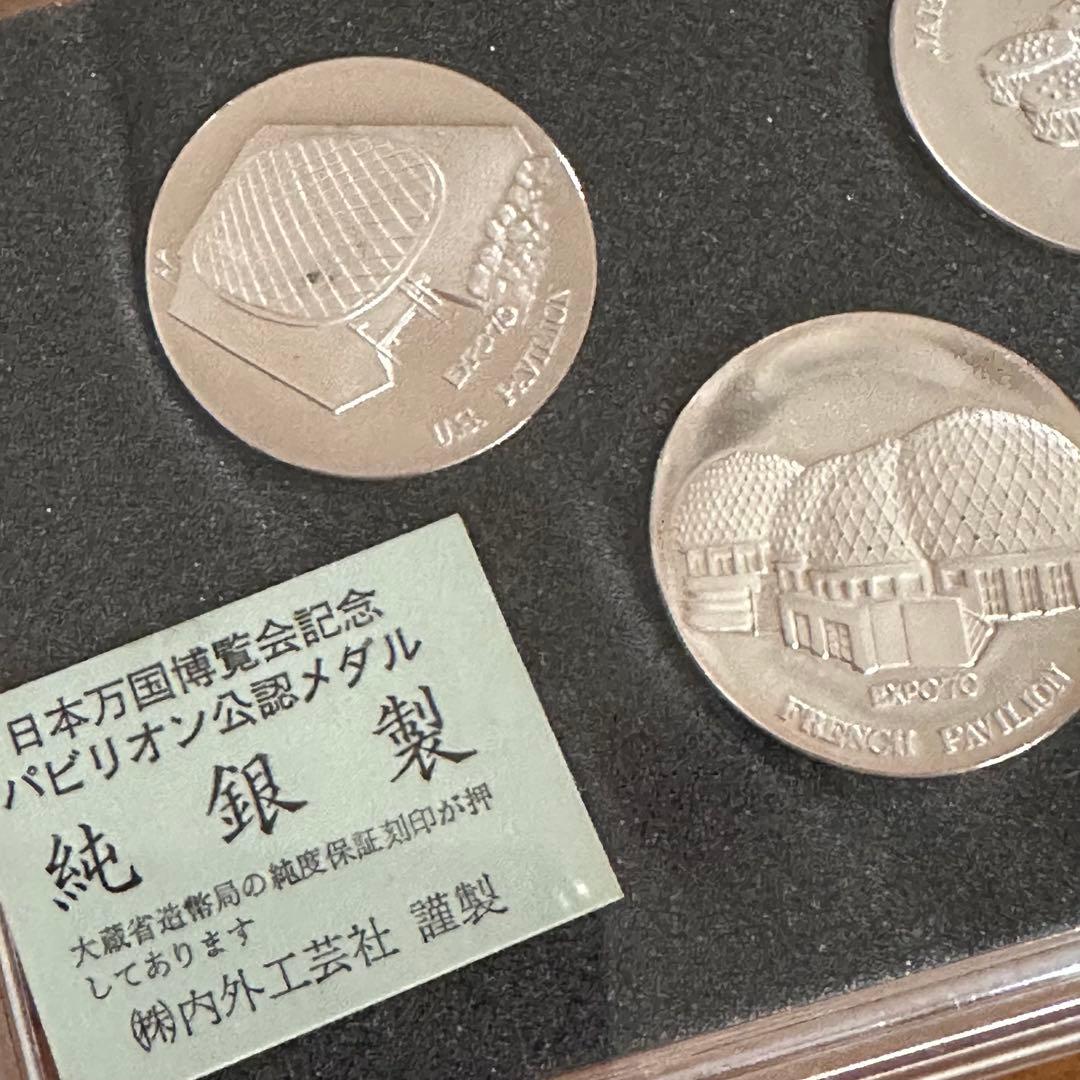 EXPO'70
U.S. PAVILION
EXPO'70
FRENCH PAVILION
日本万国博覧会記念
パビリオン公認メダル
純銀製
大蔵省造幣局の純度保証刻印が押
してあります
㈱内外工芸社 謹製